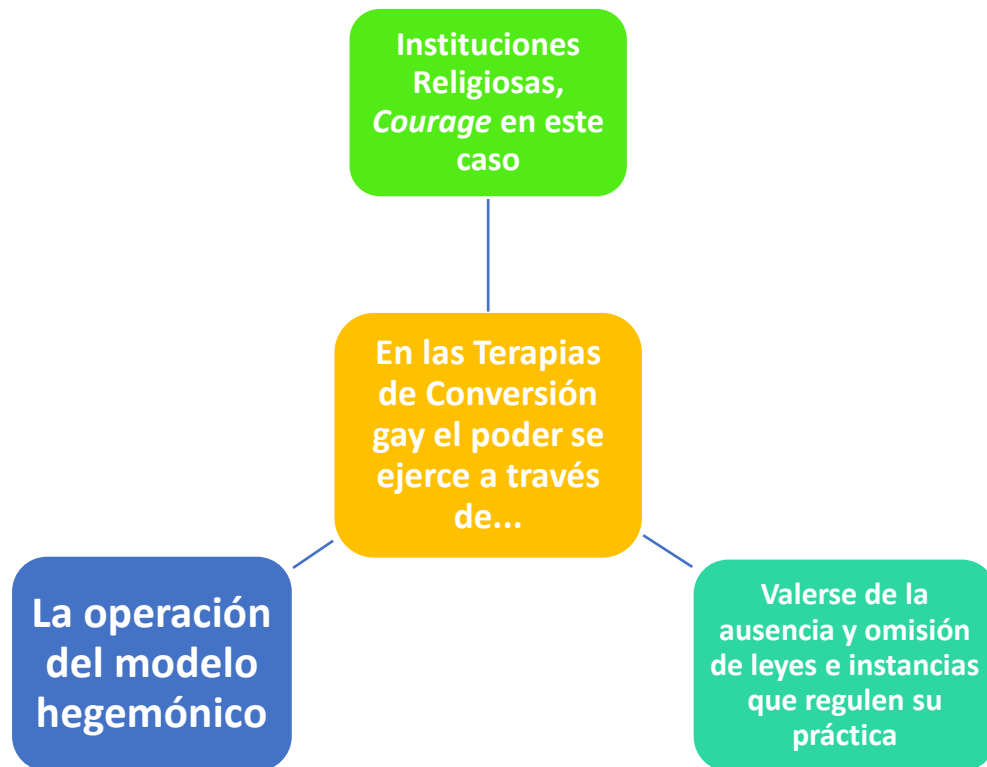 Instituciones
Religiosas,
Courage en este
caso
En las Terapias
de Conversión
gay el poder se
ejerce a través
de...
La operación
del modelo
hegemónico
Valerse de la
ausencia y omisión
de leyes e instancias
que regulen su
práctica